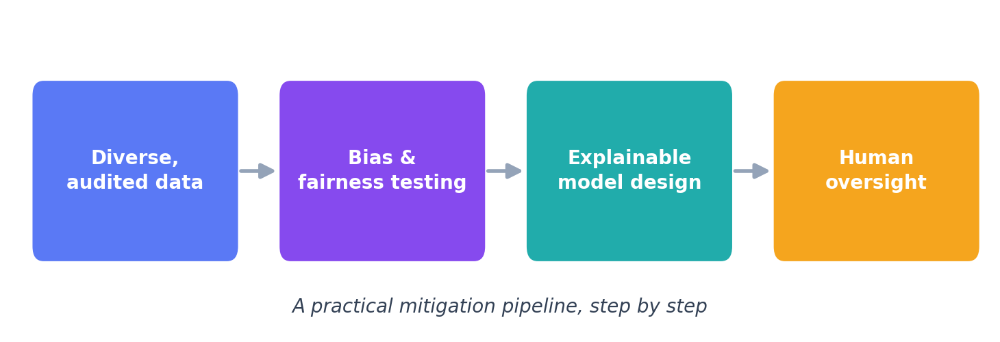 Diverse,
audited data
Bias &
fairness testing
Explainable
model design
Human
oversight
A practical mitigation pipeline, step by step